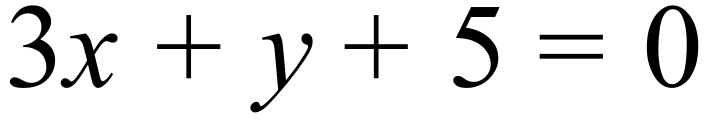 3x + y + 5 = 0